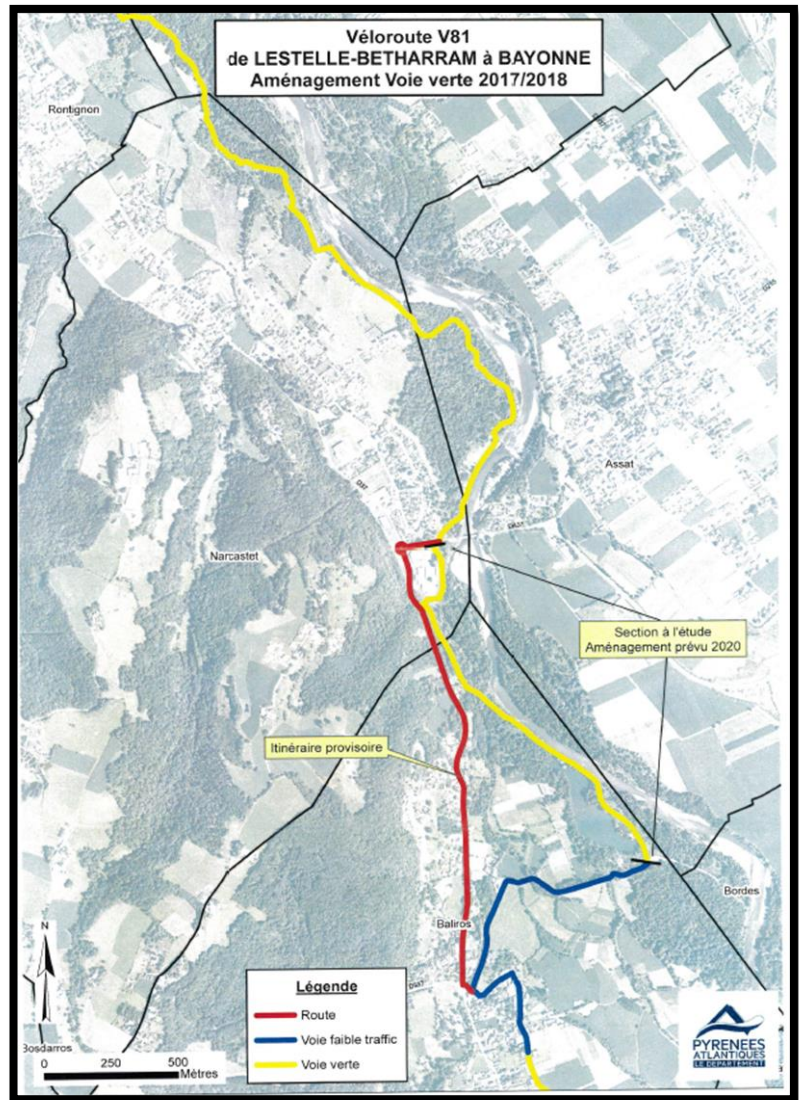 Véloroute V81
de LESTELLE-BETHARRAM à BAYONNE
Aménagement Voie verte 2017/2018
Rontignon
Assat
Narcastet
Section à l'étude
Aménagement prévu 2020
Itinéraire provisoire
Bordes
Baliros
N
Bosdarros
0 250 500
Mètres
Légende
Route
Voie faible traffic
Voie verte
PYRENEES
ATLANTIQUES
LE DEPARTEMENT